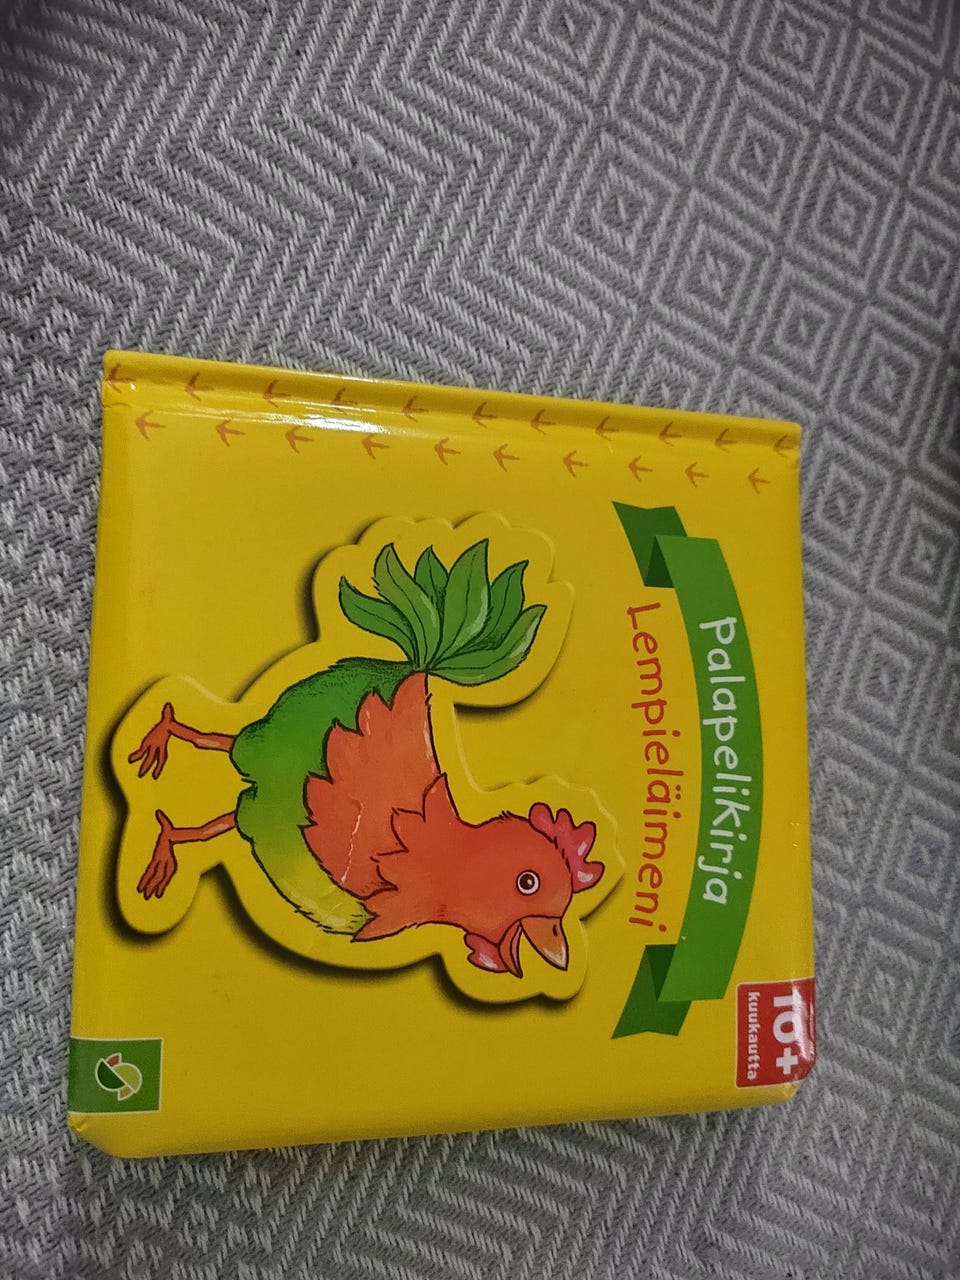 Palapelikirja
Lempieläimeni
10+
kuukautta